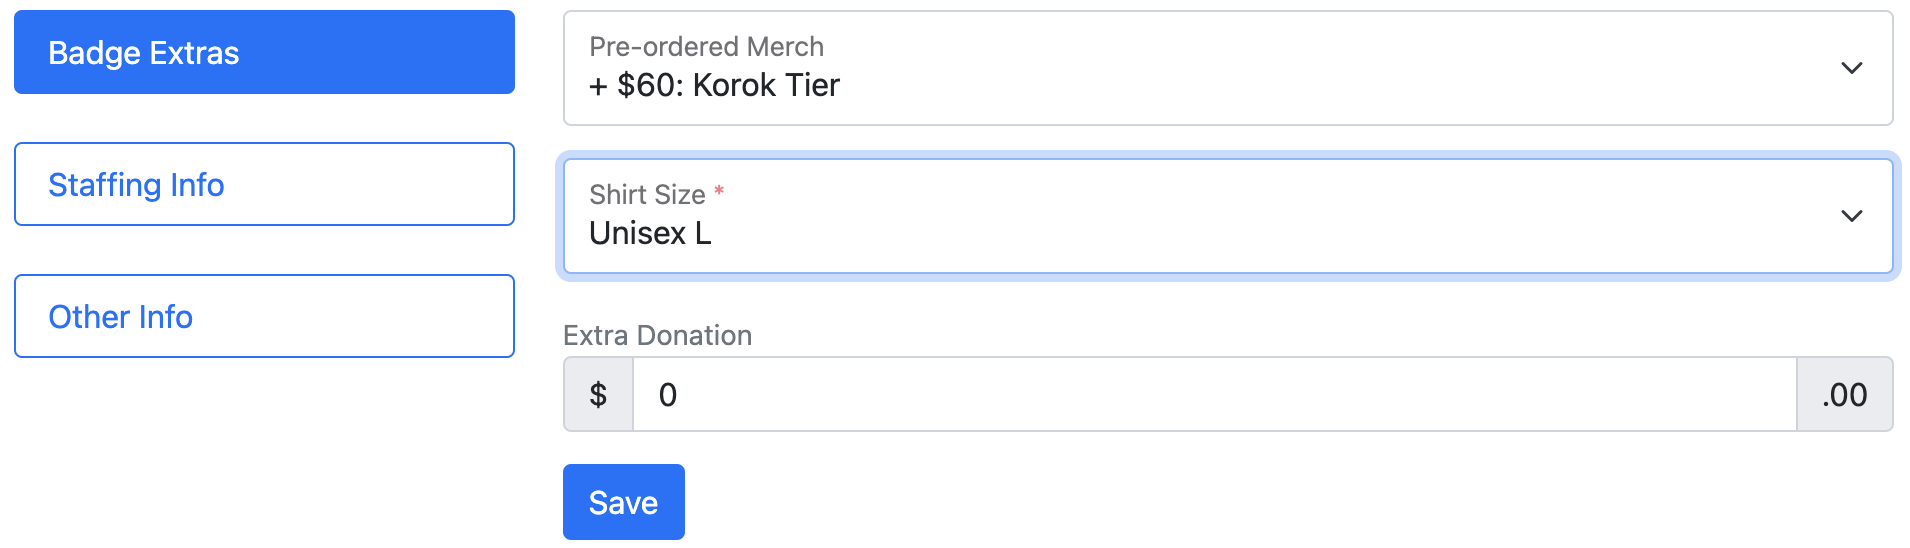 Badge Extras
Staffing Info
Other Info
Pre-ordered Merch
+ $60: Korok Tier
Shirt Size *
Unisex L
Extra Donation
$ 0 .00
Save